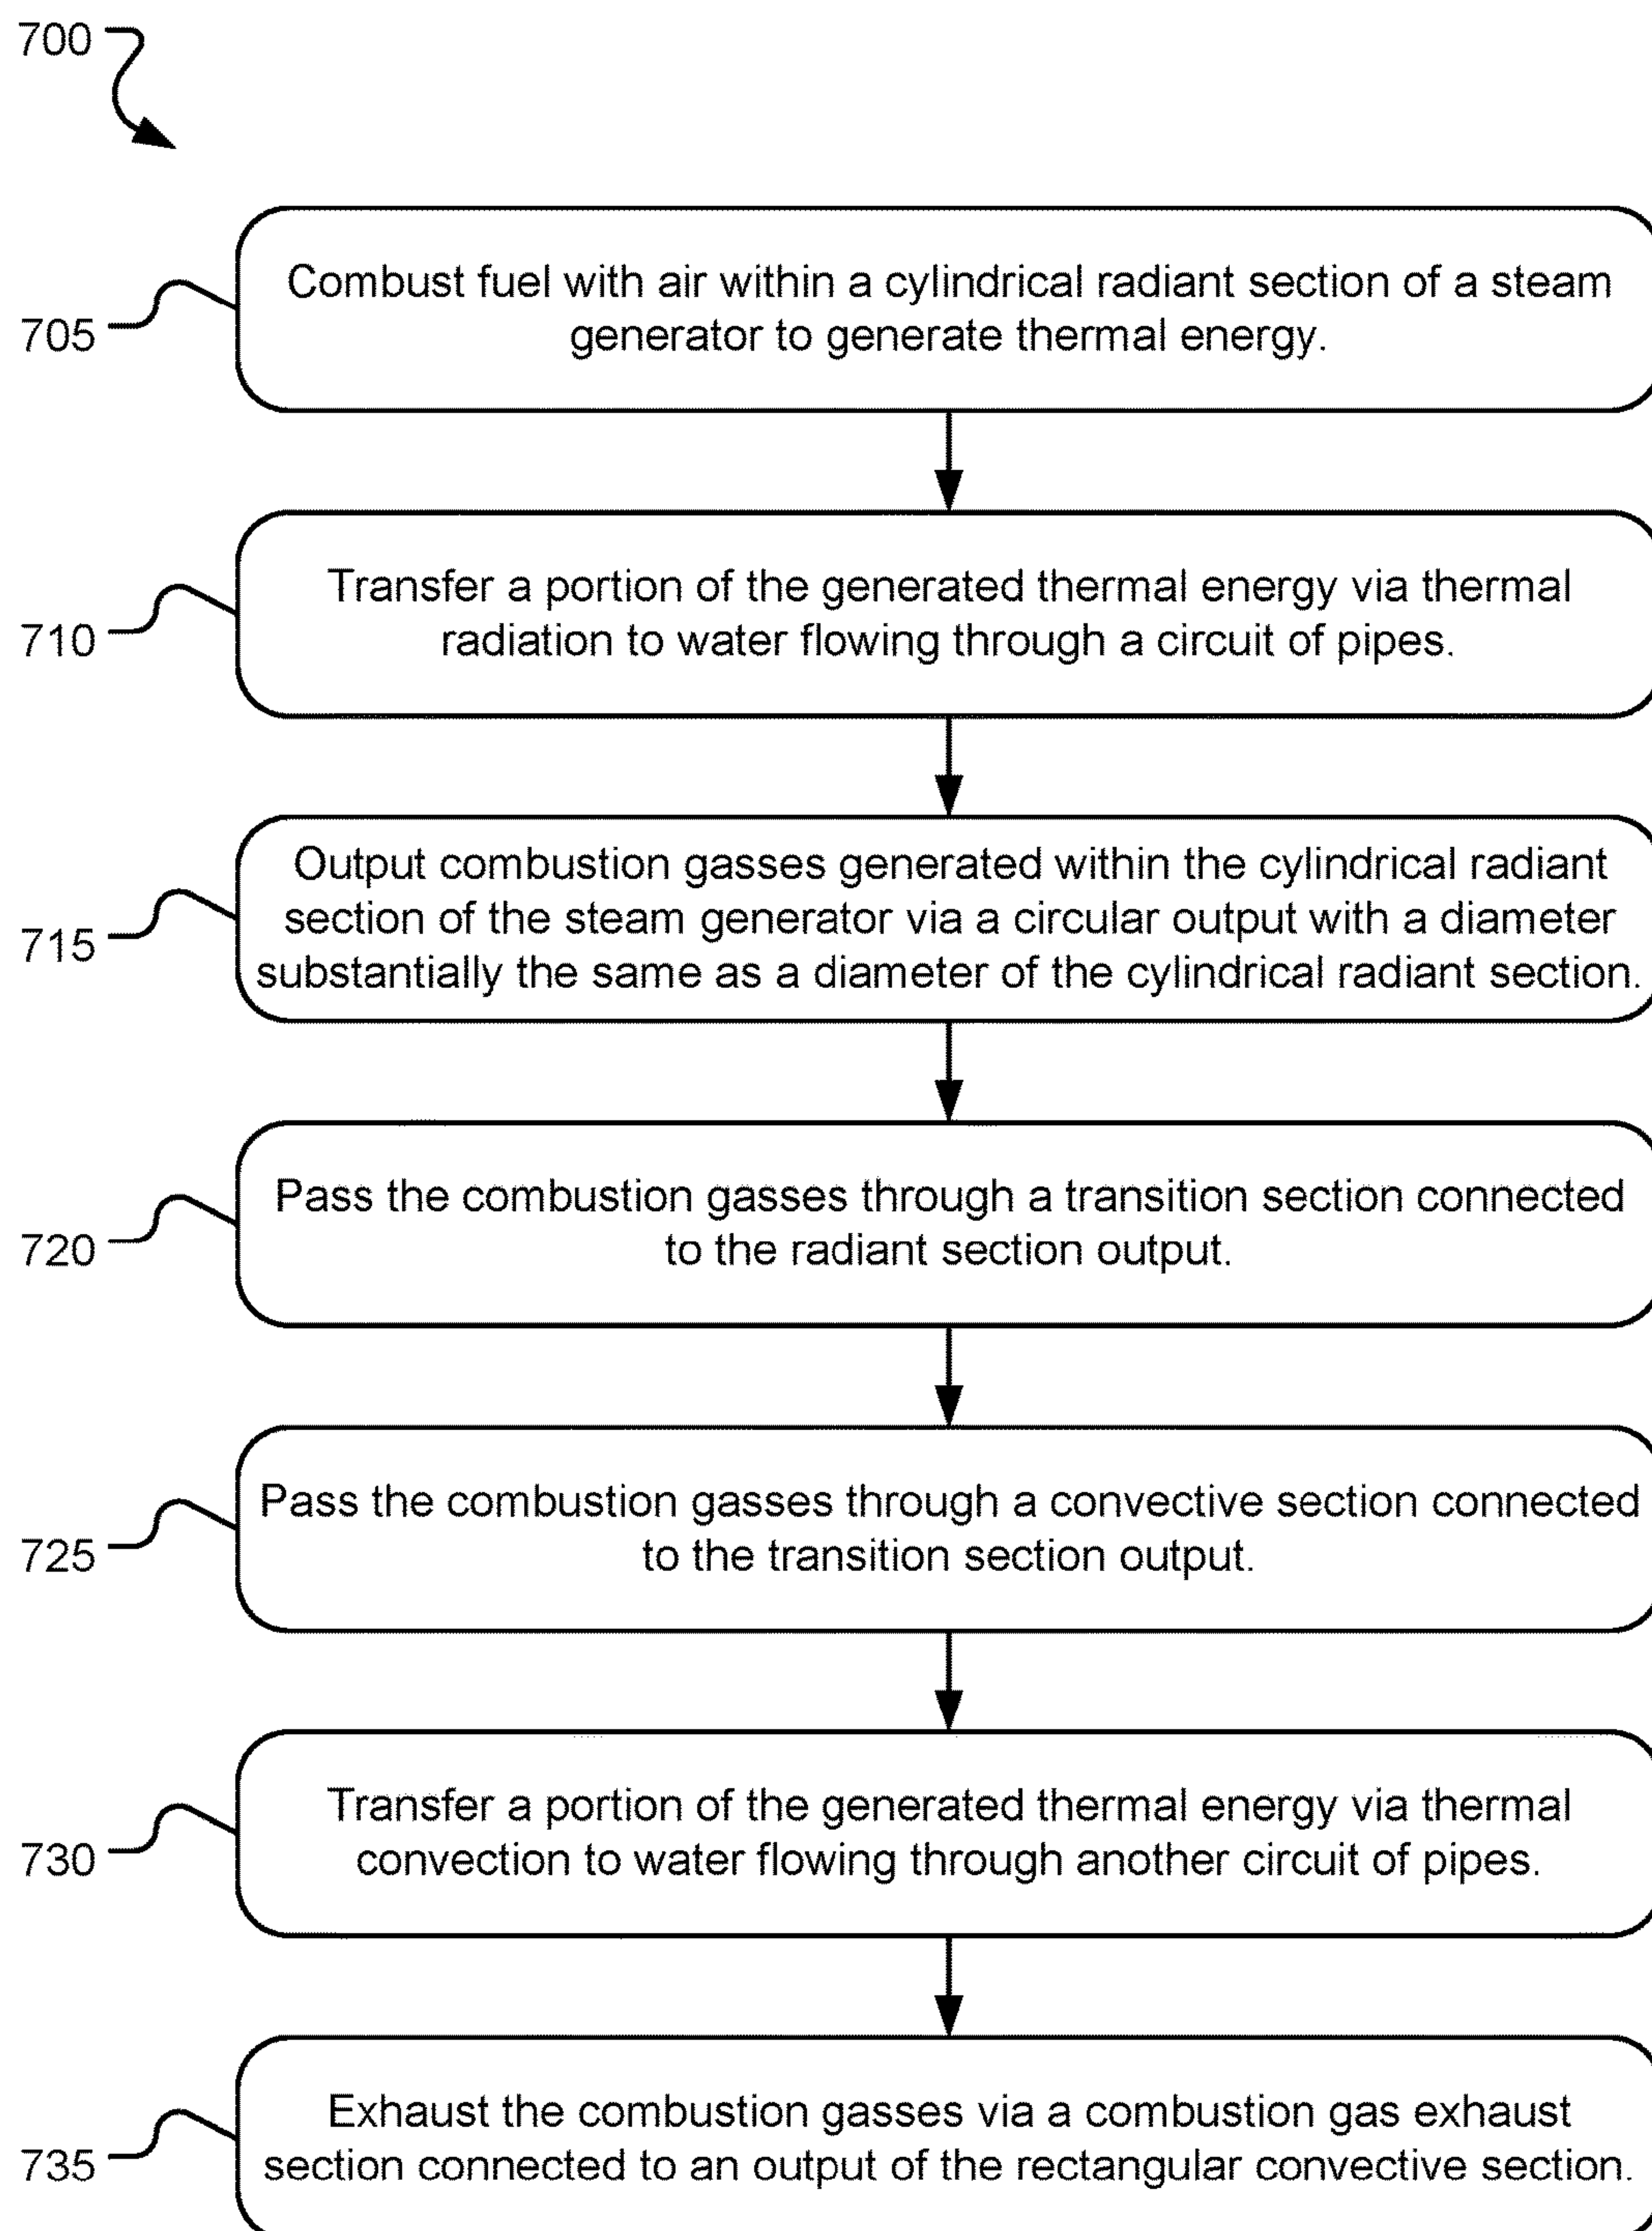 700
705
Combust fuel with air within a cylindrical radiant section of a steam
generator to generate thermal energy.
710
Transfer a portion of the generated thermal energy via thermal
radiation to water flowing through a circuit of pipes.
715
Output combustion gasses generated within the cylindrical radiant
section of the steam generator via a circular output with a diameter
substantially the same as a diameter of the cylindrical radiant section.
720
Pass the combustion gasses through a transition section connected
to the radiant section output.
725
Pass the combustion gasses through a convective section connected
to the transition section output.
730
Transfer a portion of the generated thermal energy via thermal
convection to water flowing through another circuit of pipes.
735
Exhaust the combustion gasses via a combustion gas exhaust
section connected to an output of the rectangular convective section.